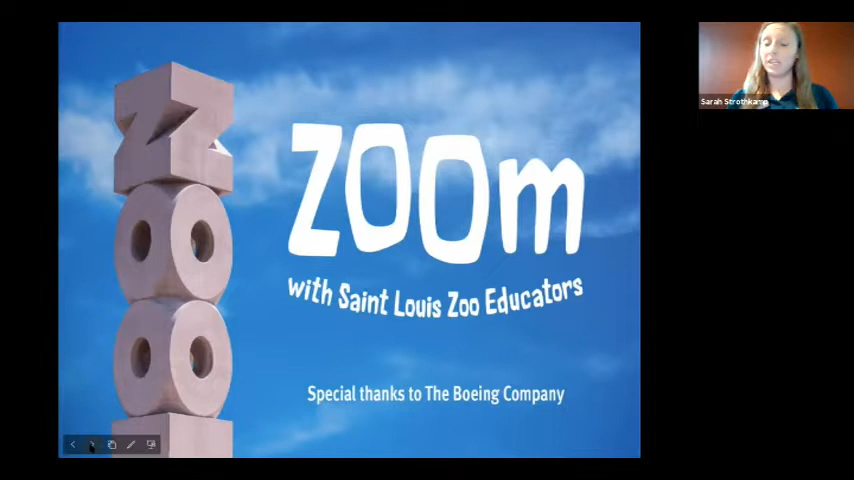 ZOO
zoom
with Saint Louis Zoo Educators
Special thanks to The Boeing Company
Sarah Strothkamp